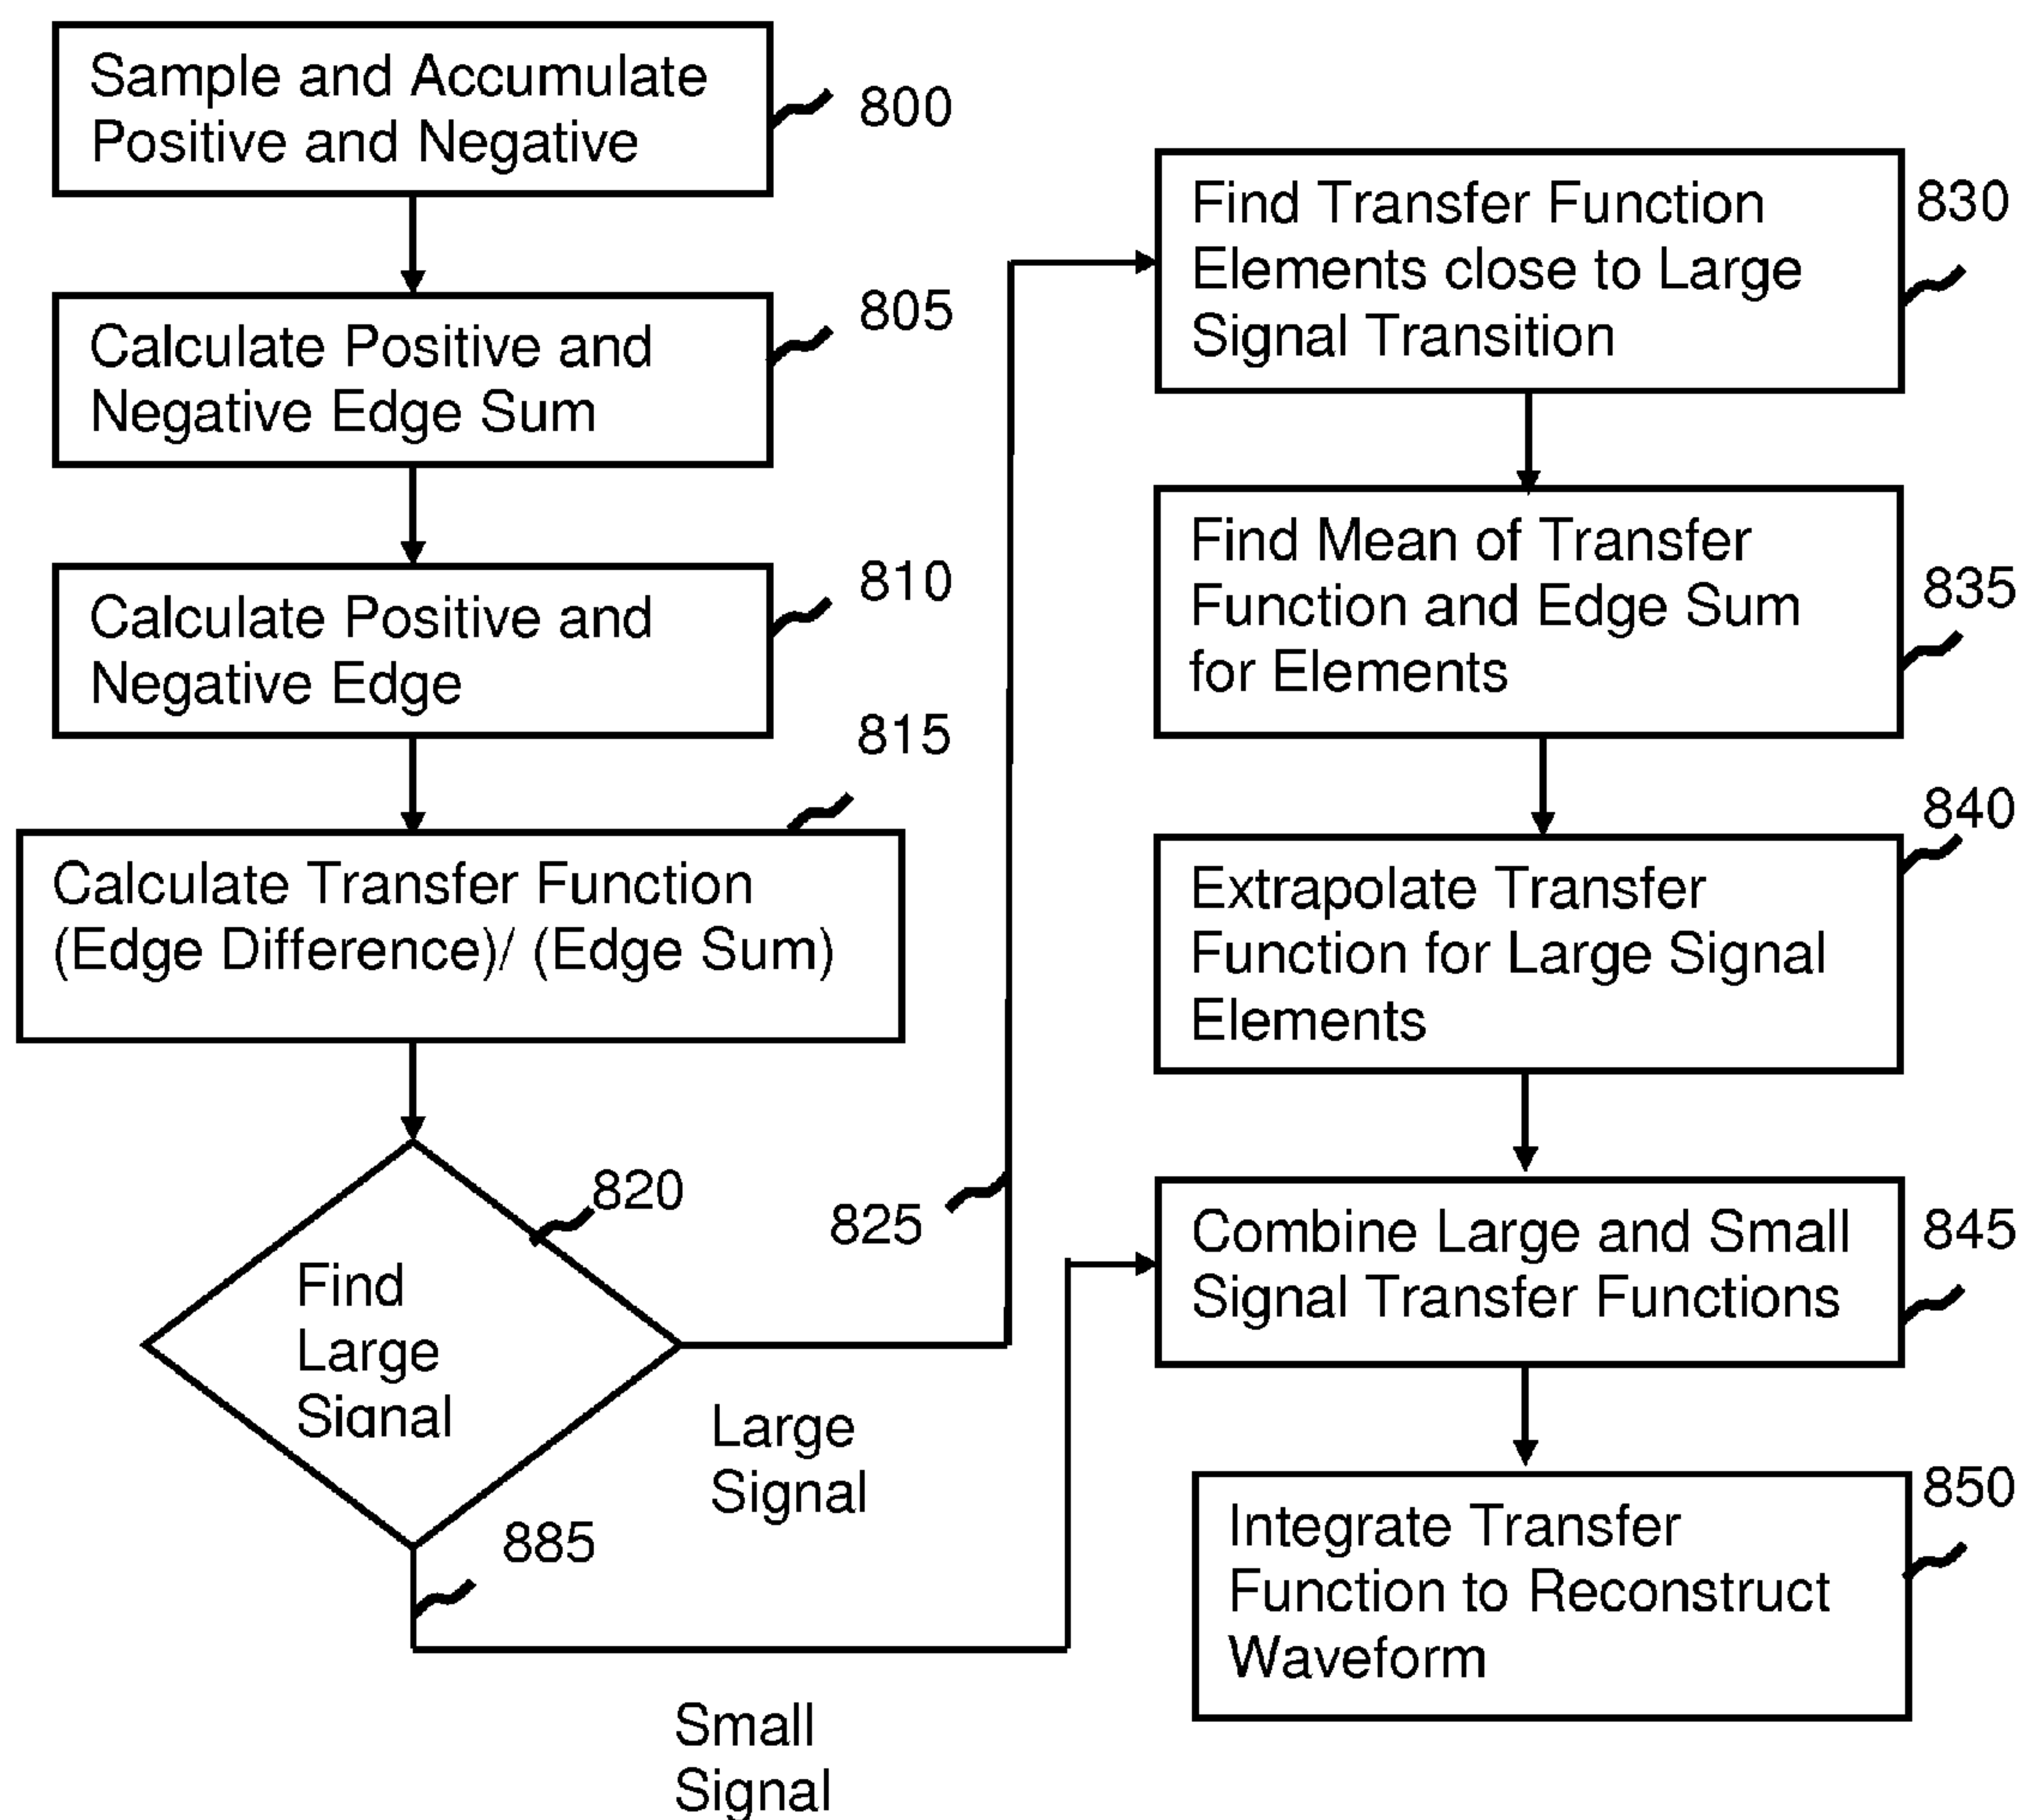 Sample and Accumulate
Positive and Negative
800
Calculate Positive and
Negative Edge Sum
805
Calculate Positive and
Negative Edge
810
815
Calculate Transfer Function
(Edge Difference)/ (Edge Sum)
820
Find
Large
Signal
825
Large
Signal
885
Small
Signal
Find Transfer Function
Elements close to Large
Signal Transition
830
Find Mean of Transfer
Function and Edge Sum
for Elements
835
840
Extrapolate Transfer
Function for Large Signal
Elements
Combine Large and Small
Signal Transfer Functions
845
850
Integrate Transfer
Function to Reconstruct
Waveform